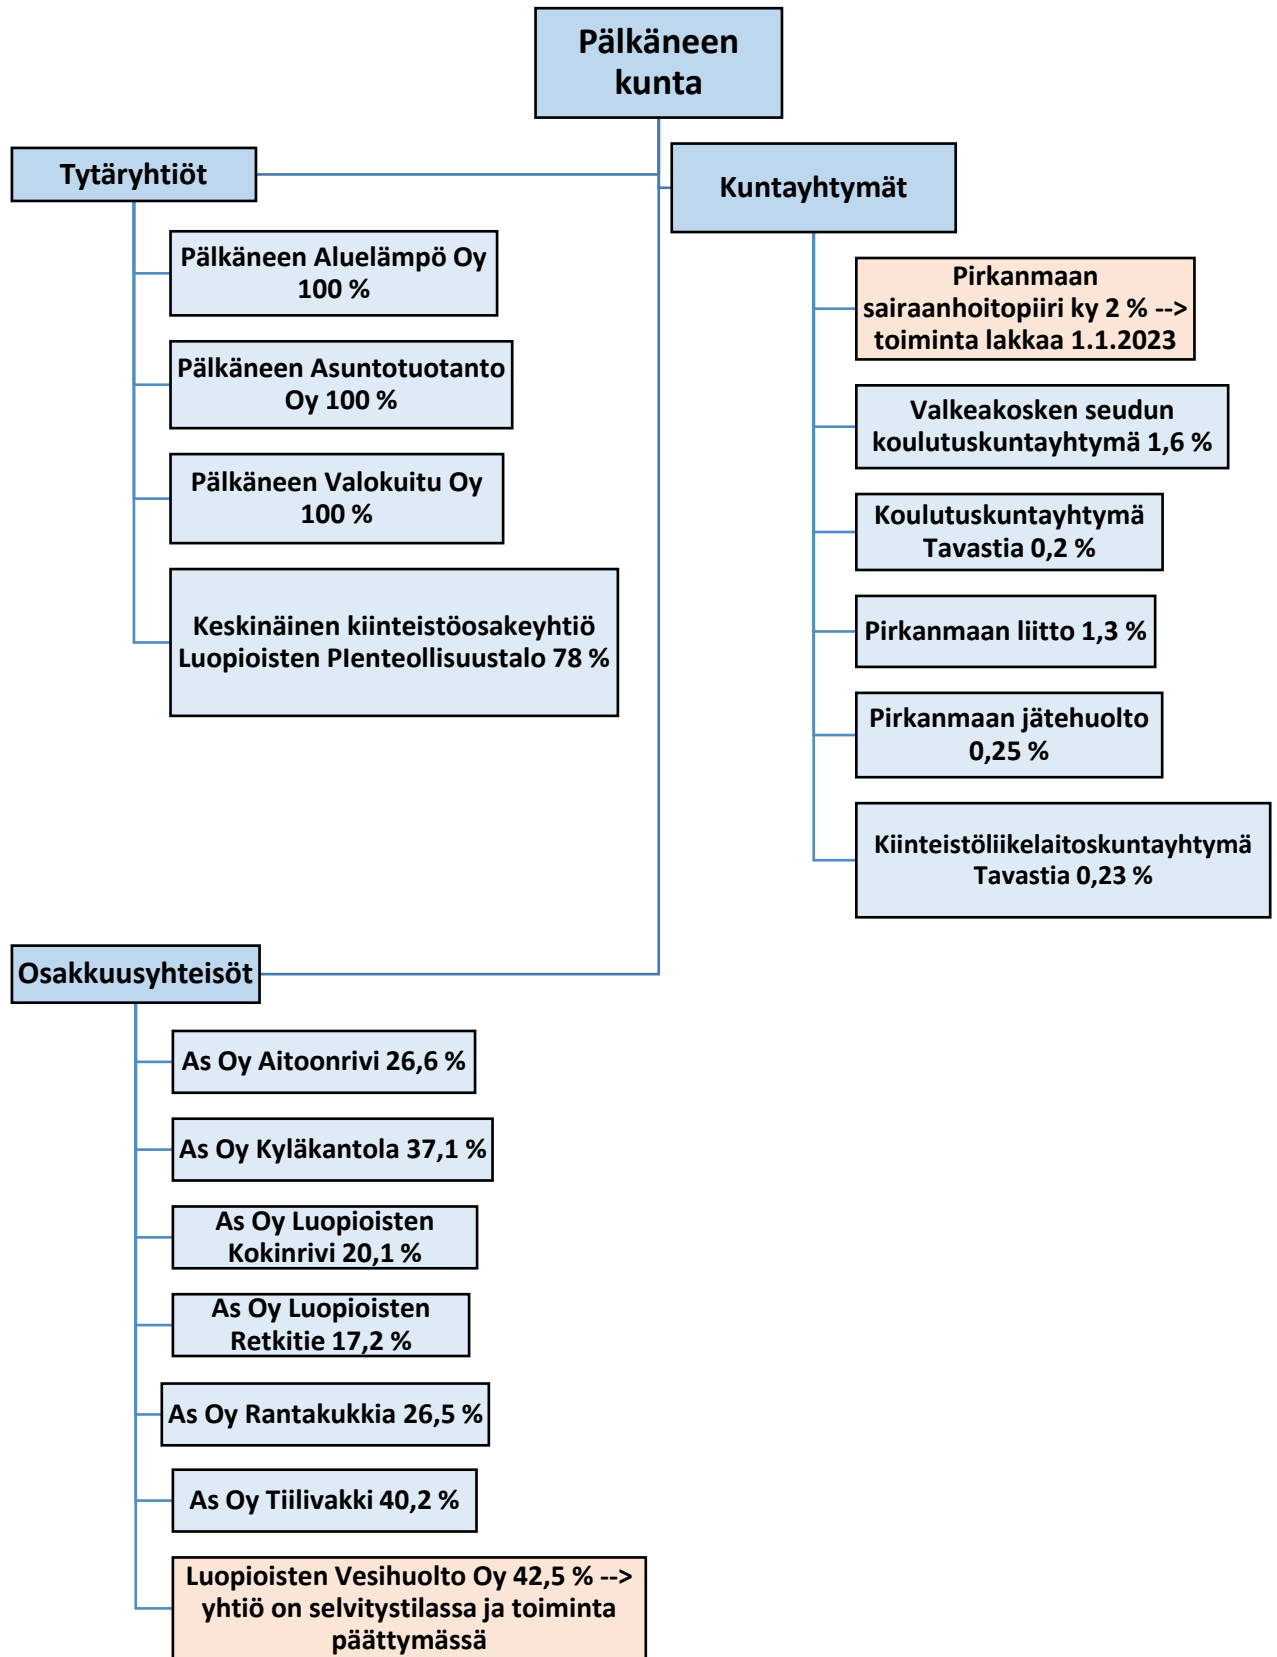 Pälkäneen
kunta
Tytäryhtiöt
Pälkäneen Aluelämpö Oy
100 %
Pälkäneen Asuntotuotanto
Oy 100 %
Pälkäneen Valokuitu Oy
100 %
Keskinäinen kiinteistöosakeyhtiö
Luopioisten PIenteollisuustalo 78 %
Kuntayhtymät
Pirkanmaan
sairaanhoitopiiri ky 2 % -->
toiminta lakkaa 1.1.2023
Valkeakosken seudun
koulutuskuntayhtymä 1,6 %
Koulutuskuntayhtymä
Tavastia 0,2 %
Pirkanmaan liitto 1,3 %
Pirkanmaan jätehuolto
0,25 %
Kiinteistöliikelaitoskuntayhtymä
Tavastia 0,23 %
Osakkuusyhteisöt
As Oy Aitoonrivi 26,6 %
As Oy Kyläkantola 37,1 %
As Oy Luopioisten
Kokinrivi 20,1 %
As Oy Luopioisten
Retkitie 17,2 %
As Oy Rantakukkia 26,5 %
As Oy Tiilivakki 40,2 %
Luopioisten Vesihuolto Oy 42,5 % -->
yhtiö on selvitystilassa ja toiminta
päättymässä